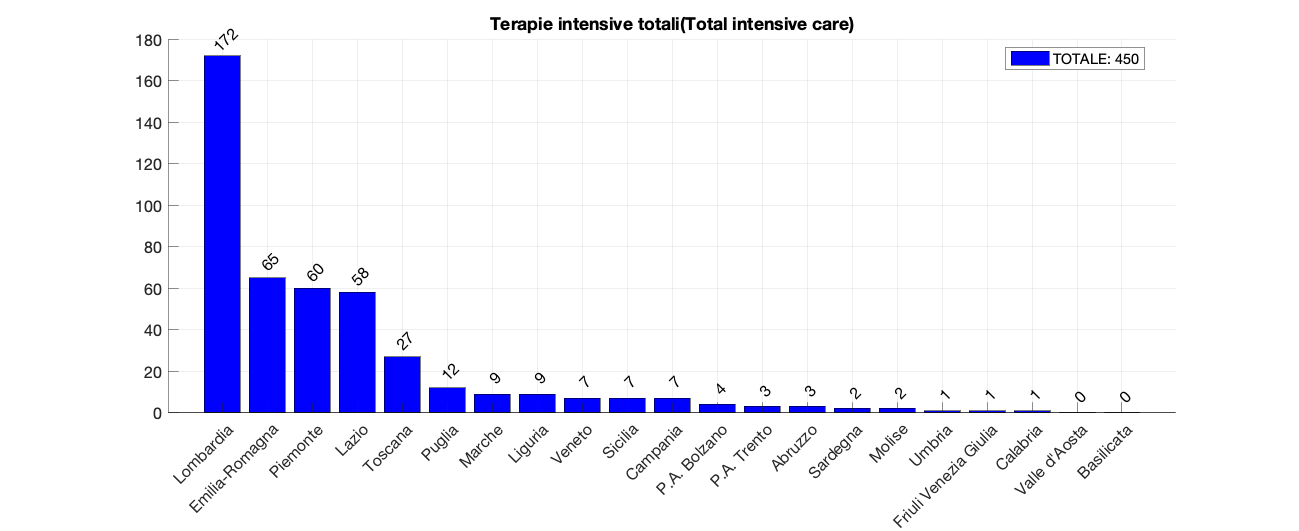 Terapie intensive totali(Total intensive care)
TOTALE: 450
180
160
140
120
100
80
60
40
20
0
172
65
60
58
27
12
9
9
7
7
7
4
3
3
2
2
1
1
1
0
0
Lombardia
Emilia-Romagna
Piemonte
Lazio
Toscana
Puglia
Marche
Liguria
Veneto
Sicilia
Campania
P.A. Bolzano
P.A. Trento
Abruzzo
Sardegna
Molise
Umbria
Friuli Venezia Giulia
Calabria
Valle d'Aosta
Basilicata